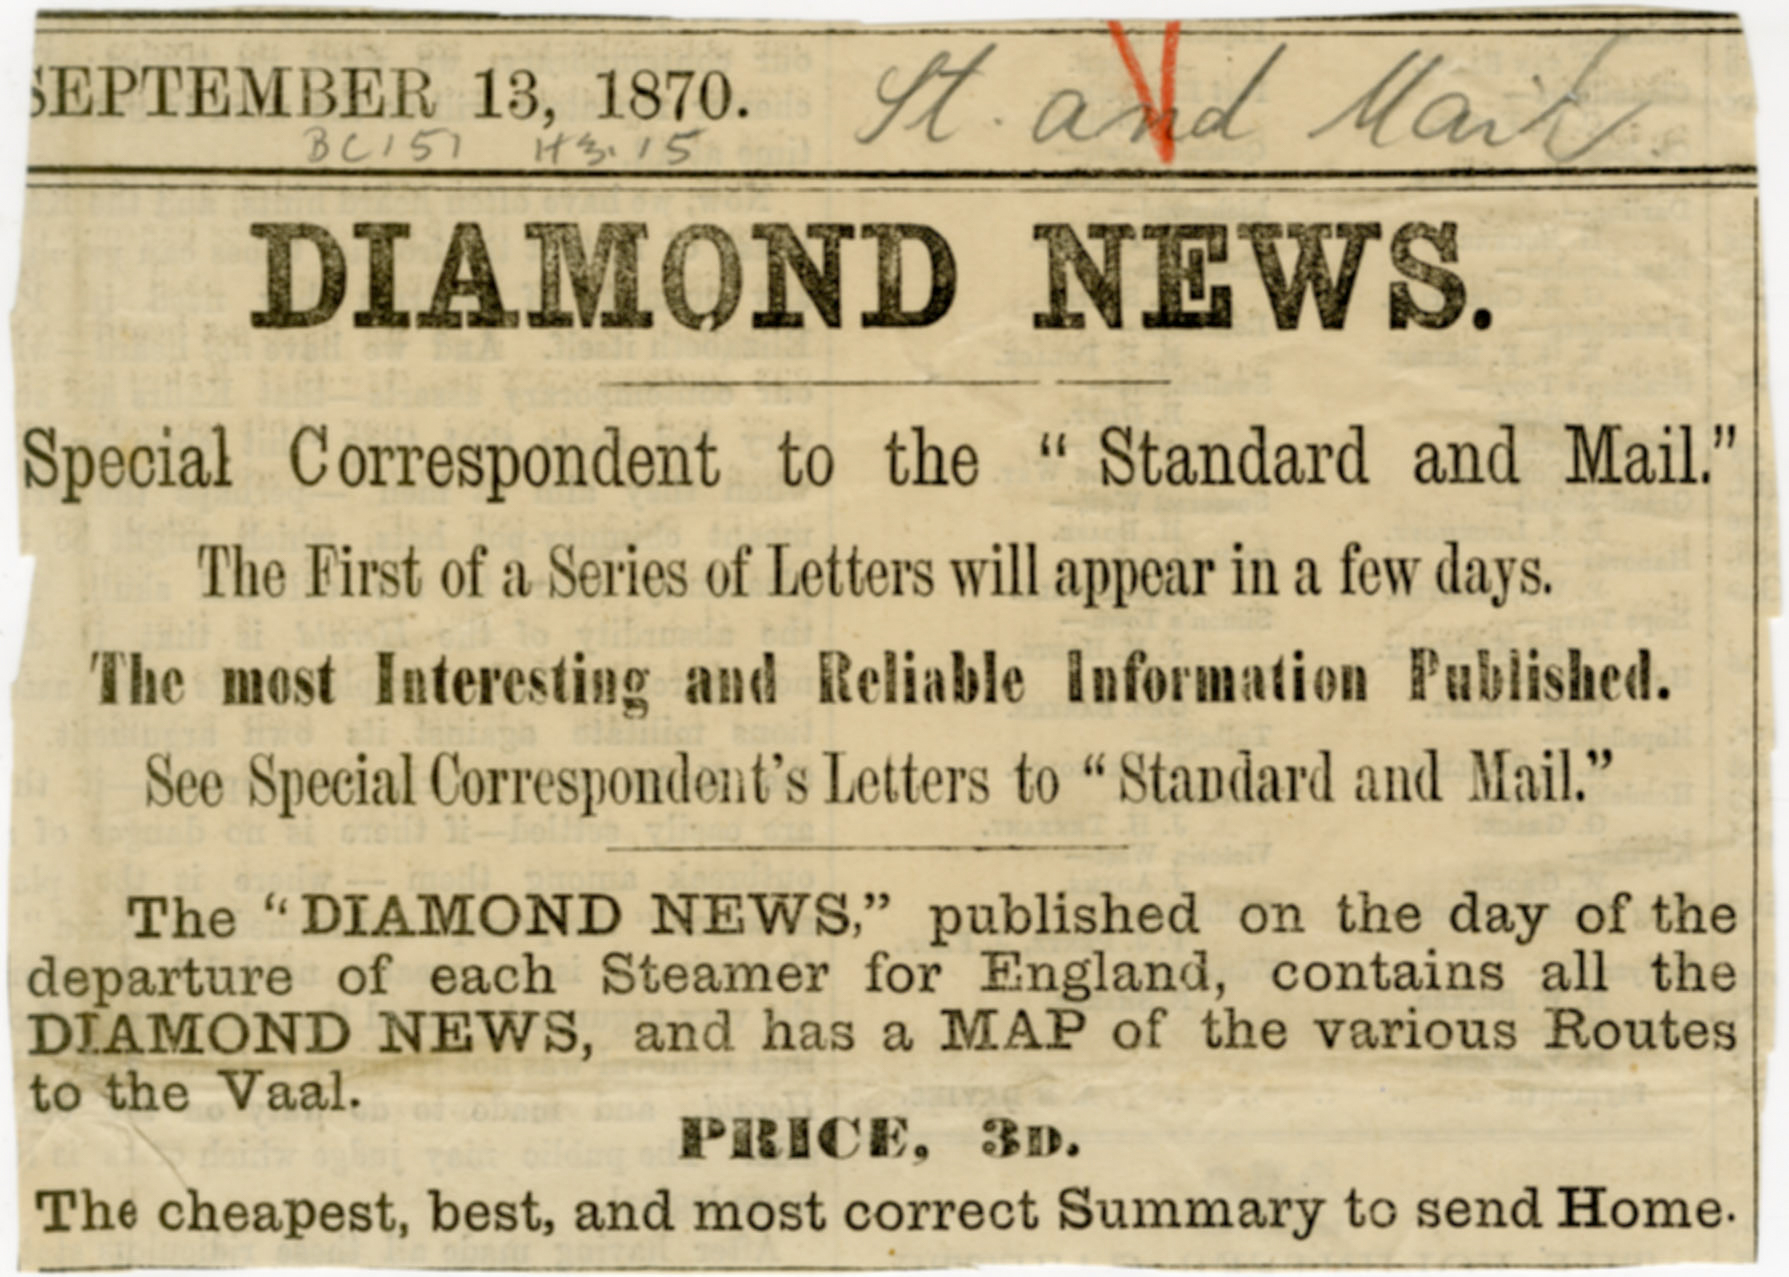 SEPTEMBER 13, 1870. St. and Mail.
BC151 H3.15
DIAMOND NEWS.
Special Correspondent to the " Standard and Mail."
The First of a Series of Letters will appear in a few days.
The most Interesting and Reliable Information Published.
See Special Correspondent's Letters to "Standard and Mail."
The "DIAMOND NEWS," published on the day of the
departure of each Steamer for England, contains all the
DIAMOND NEWS, and has a MAP of the various Routes
to the Vaal.
PRICE, 3D.
The cheapest, best, and most correct Summary to send Home.